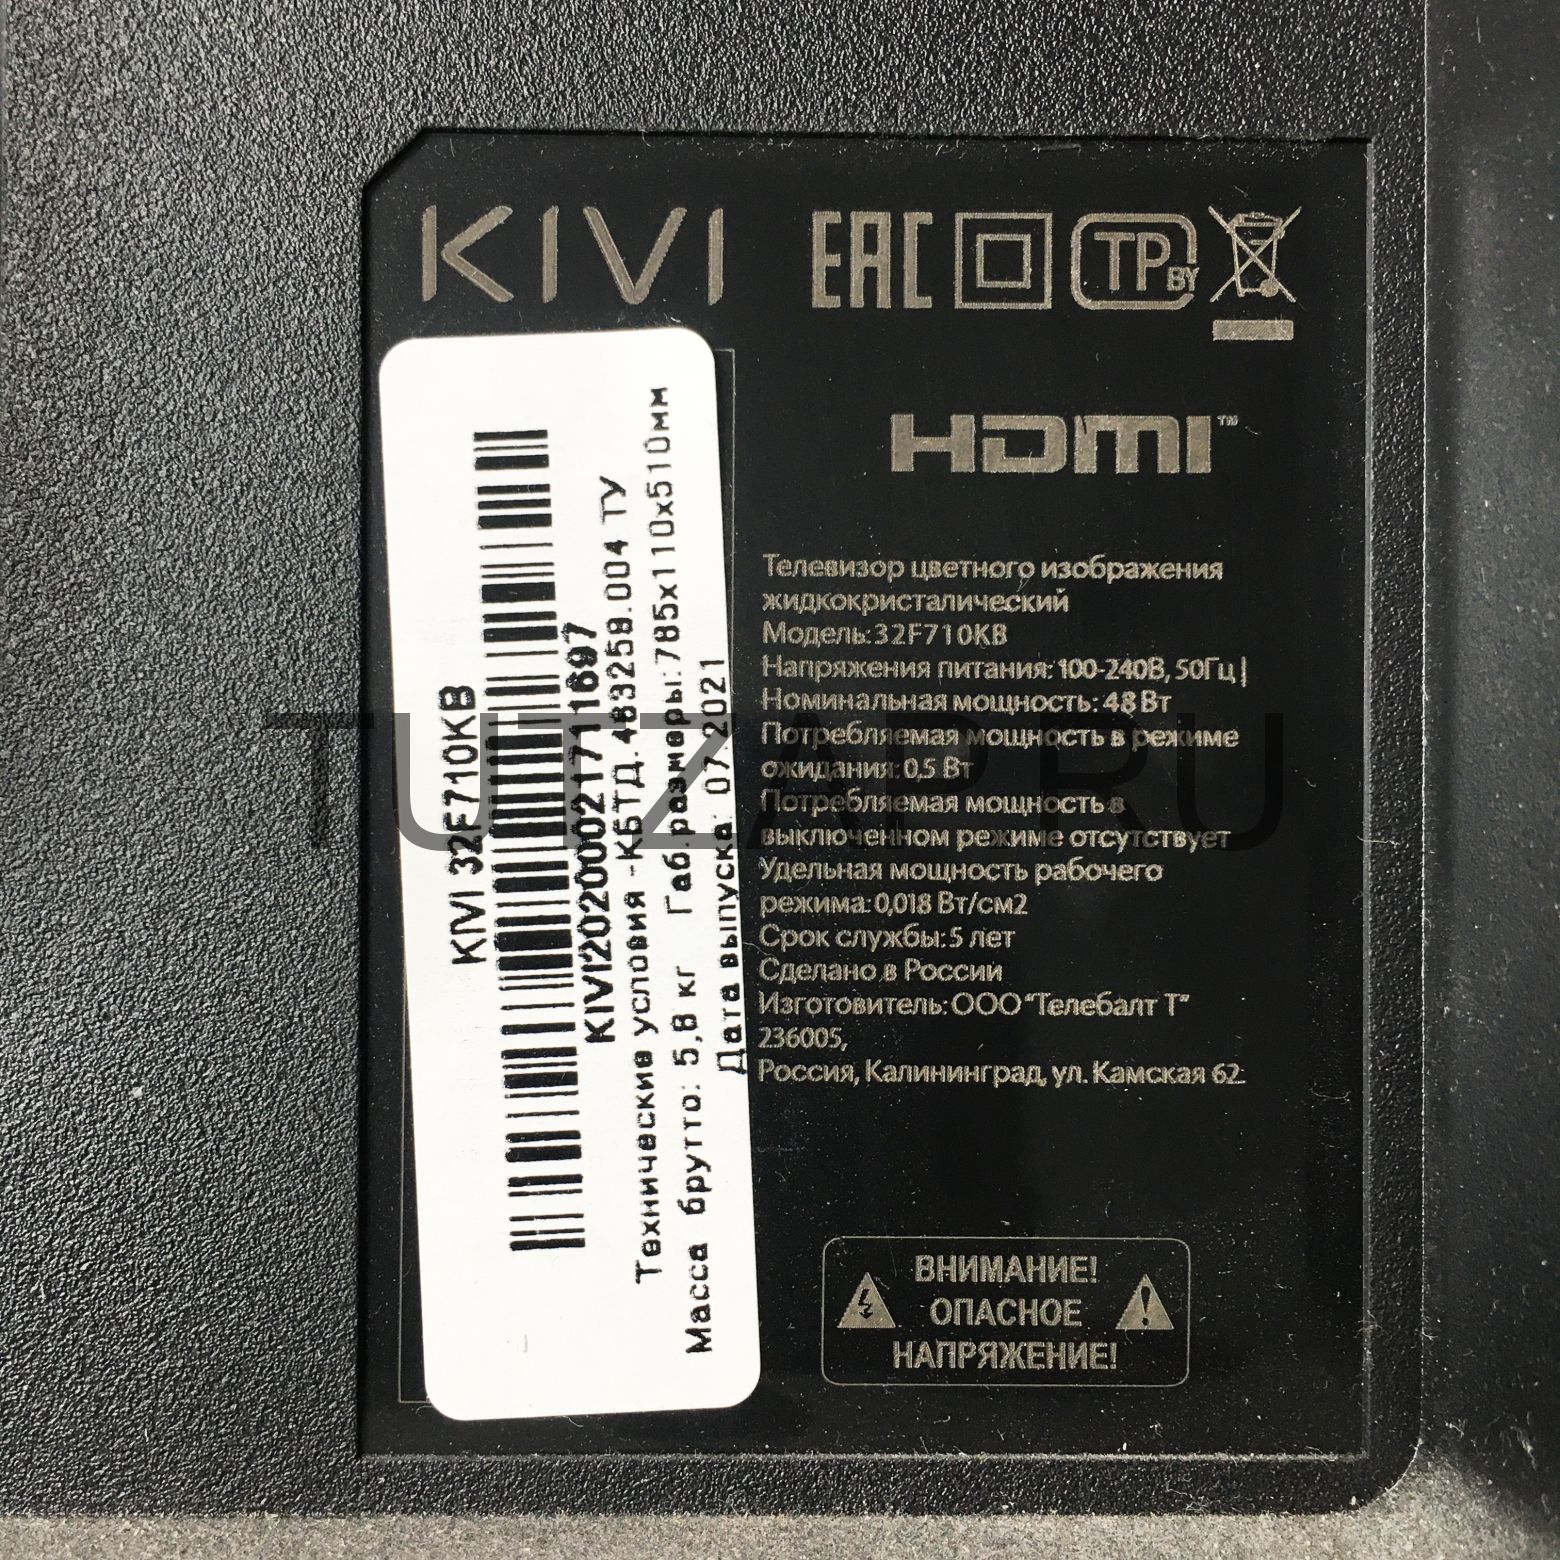 KIVI
EAC
TP BY
HDMI™
Телевизор цветного изображения
жидкокристалический
Модель: 32F710KB
Напряжения питания: 100-240В, 50Гц|
Номинальная мощность: 48 Вт
Потребляемая мощность в режиме
ожидания: 0,5 Вт
Потребляемая мощность в
выключенном режиме отсутствует
Удельная мощность рабочего
режима: 0,018 Вт/см2
Срок службы: 5 лет
Сделано в России
Изготовитель: ООО "Телебалт Т"
236005,
Россия, Калининград, ул. Камская 62
ВНИМАНИЕ!
ОПАСНОЕ
НАПРЯЖЕНИЕ!
KIVI 32F710KB
Технические условия -КБТД.463259.004 ТУ
Масса брутто: 5,8 кг Габ.размеры:785x110x510мм
Дата выпуска: 07.2021
TUTZAP.RU